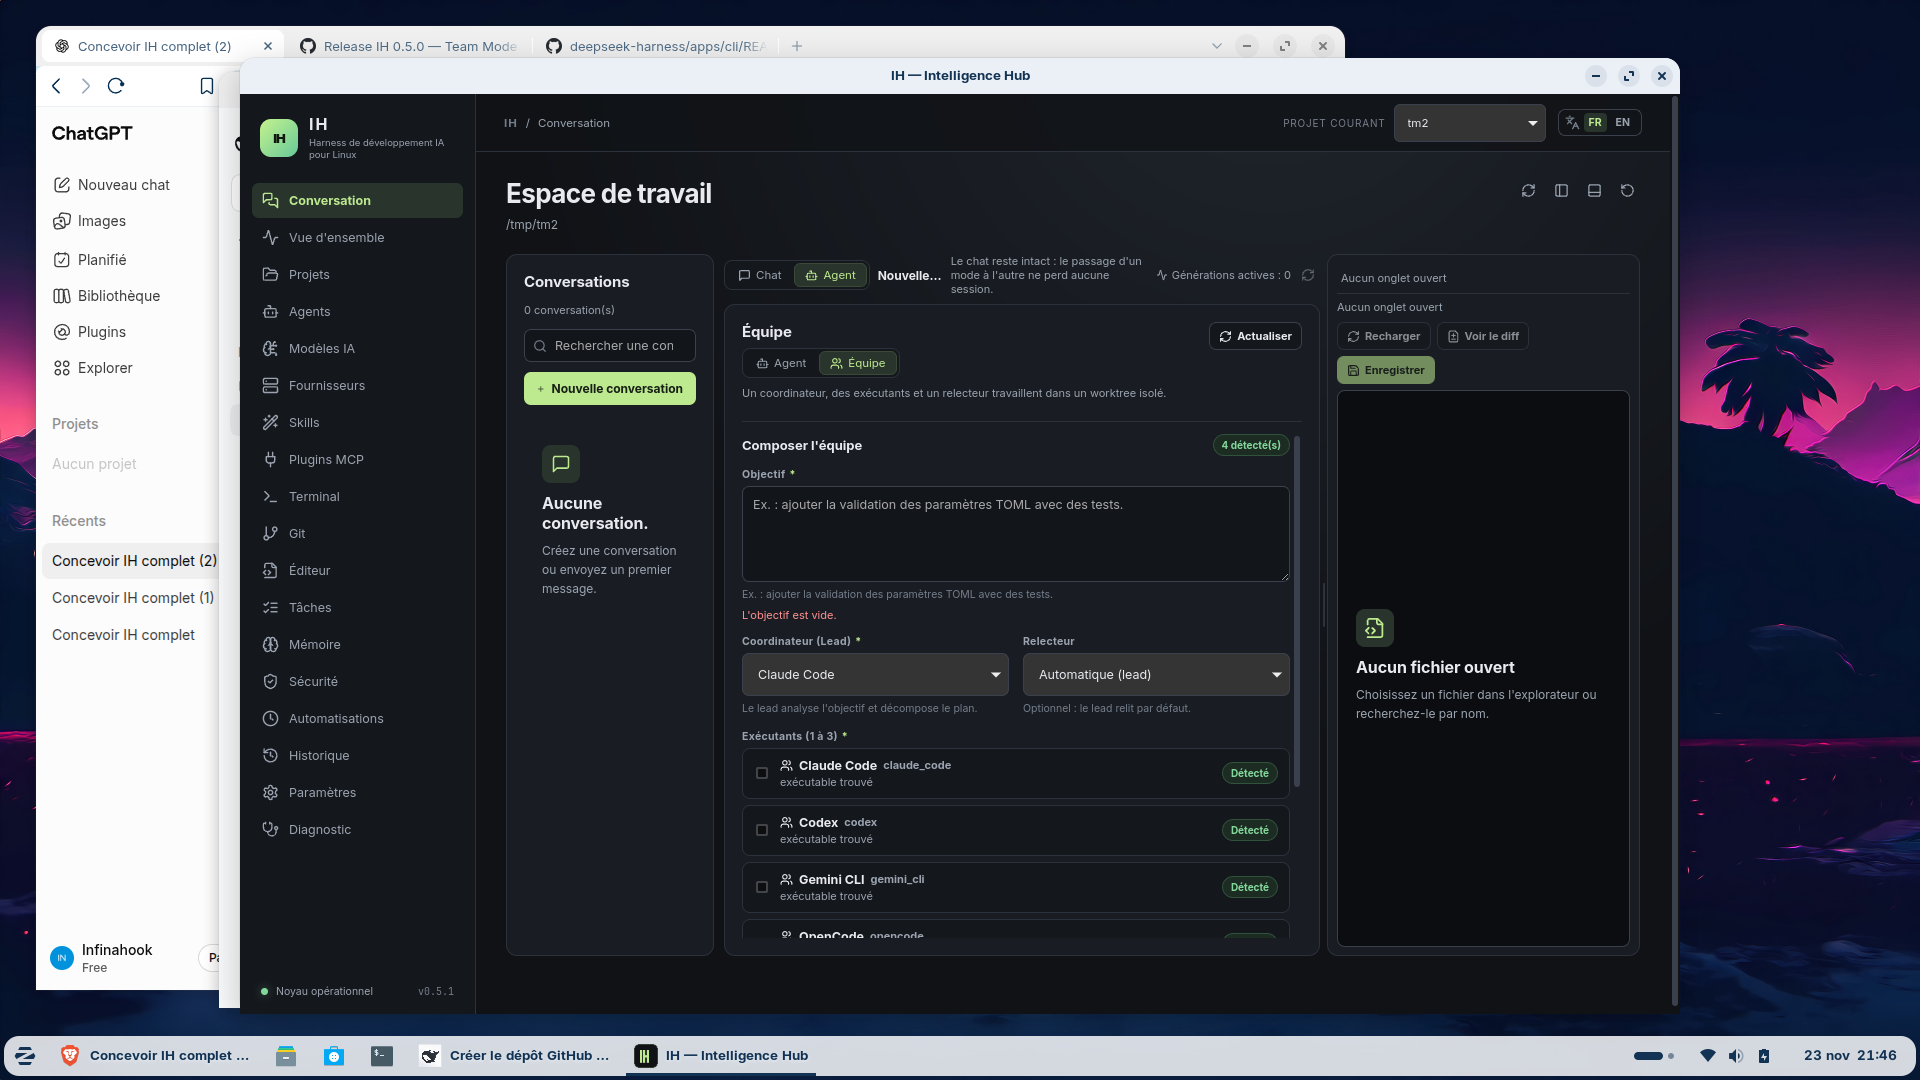 Concevoir IH complet (2)
Release IH 0.5.0 — Team Mode
deepseek-harness/apps/cli/REA
IH — Intelligence Hub
ChatGPT
Nouveau chat
Images
Planifié
Bibliothèque
Plugins
Explorer
Projets
Aucun projet
Récents
Concevoir IH complet (2)
Concevoir IH complet (1)
Concevoir IH complet
IN
Infinahook
Free
IH
IH
Harness de développement IA
pour Linux
Conversation
Vue d'ensemble
Projets
Agents
Modèles IA
Fournisseurs
Skills
Plugins MCP
Terminal
Git
Éditeur
Tâches
Mémoire
Sécurité
Automatisations
Historique
Paramètres
Diagnostic
Noyau opérationnel v0.5.1
IH / Conversation
PROJET COURANT tm2 FR EN
Espace de travail
/tmp/tm2
Conversations
0 conversation(s)
Rechercher une con
+ Nouvelle conversation
Aucune
conversation.
Créez une conversation
ou envoyez un premier
message.
Chat Agent Nouvelle...
Le chat reste intact : le passage d'un
mode à l'autre ne perd aucune
session.
Générations actives : 0
Équipe
Actualiser
Agent Équipe
Un coordinateur, des exécutants et un relecteur travaillent dans un worktree isolé.
Composer l'équipe
4 détecté(s)
Objectif *
Ex. : ajouter la validation des paramètres TOML avec des tests.
Ex. : ajouter la validation des paramètres TOML avec des tests.
L'objectif est vide.
Coordinateur (Lead) * Relecteur
Claude Code Automatique (lead)
Le lead analyse l'objectif et décompose le plan. Optionnel : le lead relit par défaut.
Exécutants (1 à 3) *
Claude Code claude_code
exécutable trouvé
Détecté
Codex codex
exécutable trouvé
Détecté
Gemini CLI gemini_cli
exécutable trouvé
Détecté
OpenCode opencode
Aucun onglet ouvert
Aucun onglet ouvert
Recharger Voir le diff
Enregistrer
Aucun fichier ouvert
Choisissez un fichier dans l'explorateur ou
recherchez-le par nom.
Concevoir IH complet ...
Créer le dépôt GitHub ...
IH — Intelligence Hub
23 nov 21:46